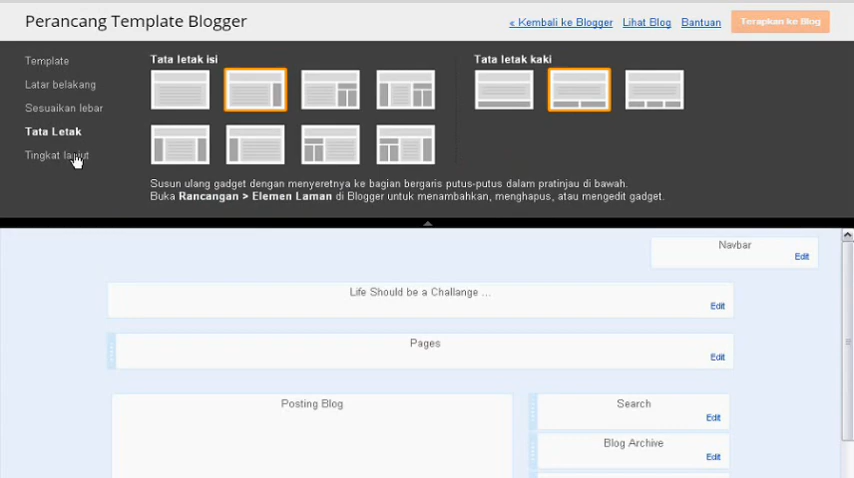 Perancang Template Blogger
« Kembali ke Blogger Lihat Blog Bantuan Terapkan ke Blog
Template
Latar belakang
Sesuaikan lebar
Tata Letak
Tingkat lanjut
Tata letak isi
Tata letak kaki
Susun ulang gadget dengan menyeretnya ke bagian bergaris putus-putus dalam pratinjau di bawah.
Buka Rancangan > Elemen Laman di Blogger untuk menambahkan, menghapus, atau mengedit gadget.
Navbar
Edit
Life Should be a Challange ...
Edit
Pages
Edit
Posting Blog
Search
Edit
Blog Archive
Edit